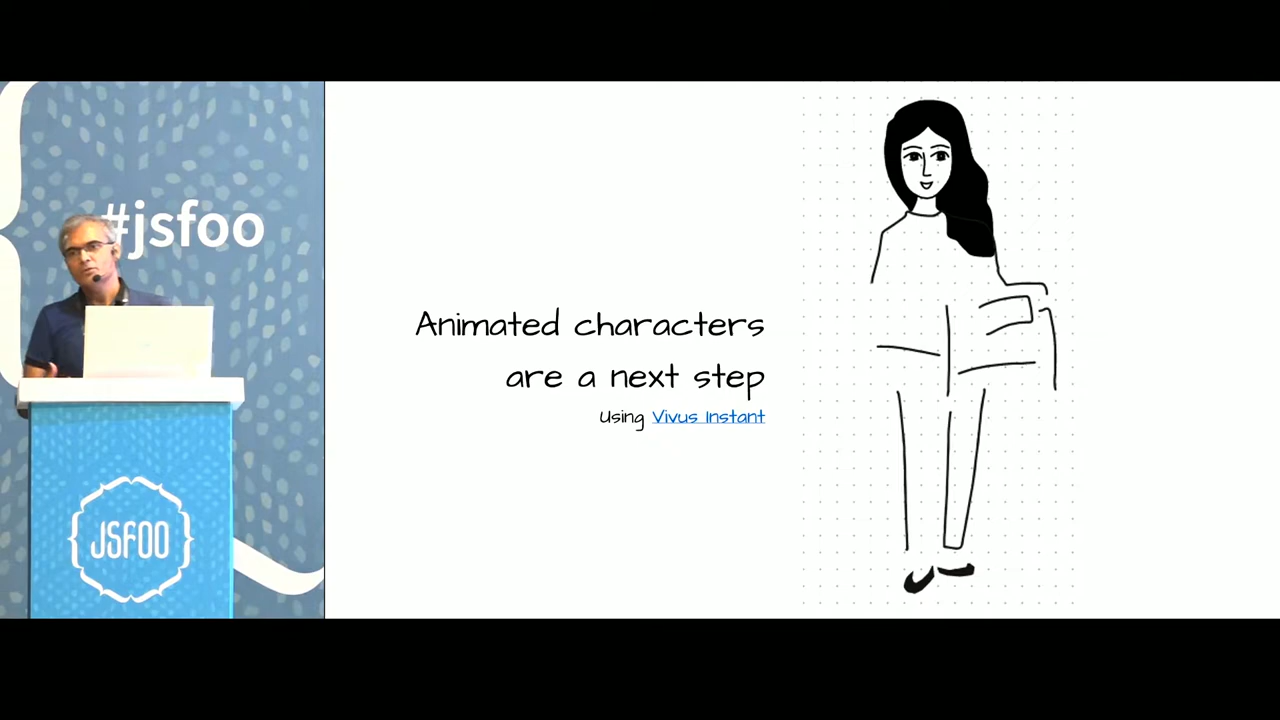 #jsfoo
JSFOO
Animated characters
are a next step
Using Vivus Instant